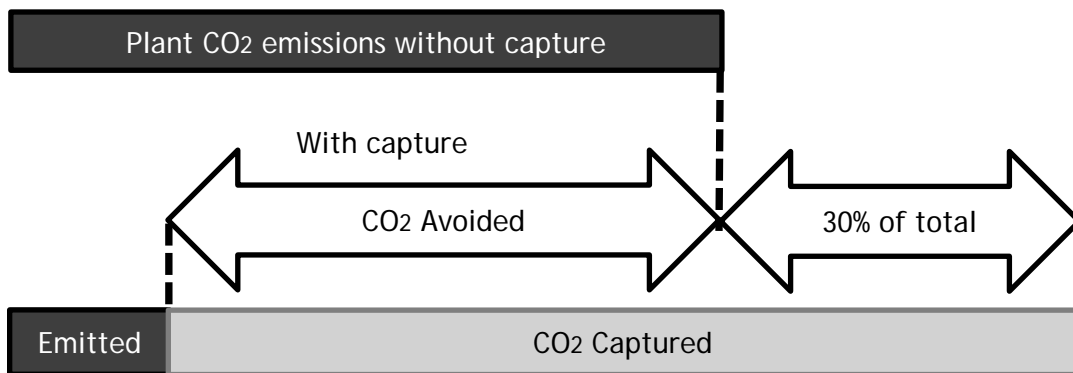 Plant CO2 emissions without capture
With capture
CO2 Avoided
30% of total
Emitted
CO2 Captured